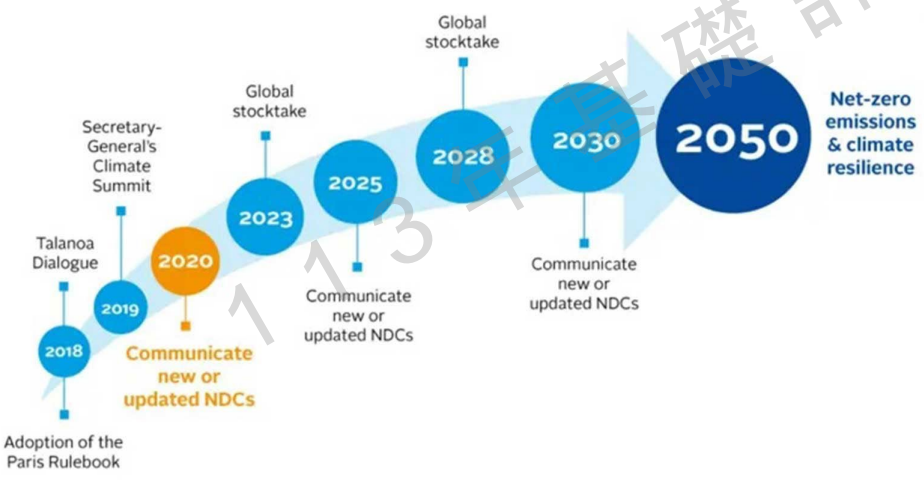 Talanoa
Dialogue
2018
Adoption of the
Paris Rulebook
Secretary-
General's
Climate
Summit
2019
2020
Communicate
new or
updated NDCs
Global
stocktake
2023
2025
Communicate
new or
updated NDCs
Global
stocktake
2028
2030
Communicate
new or
updated NDCs
2050
Net-zero
emissions
& climate
resilience
113年基礎